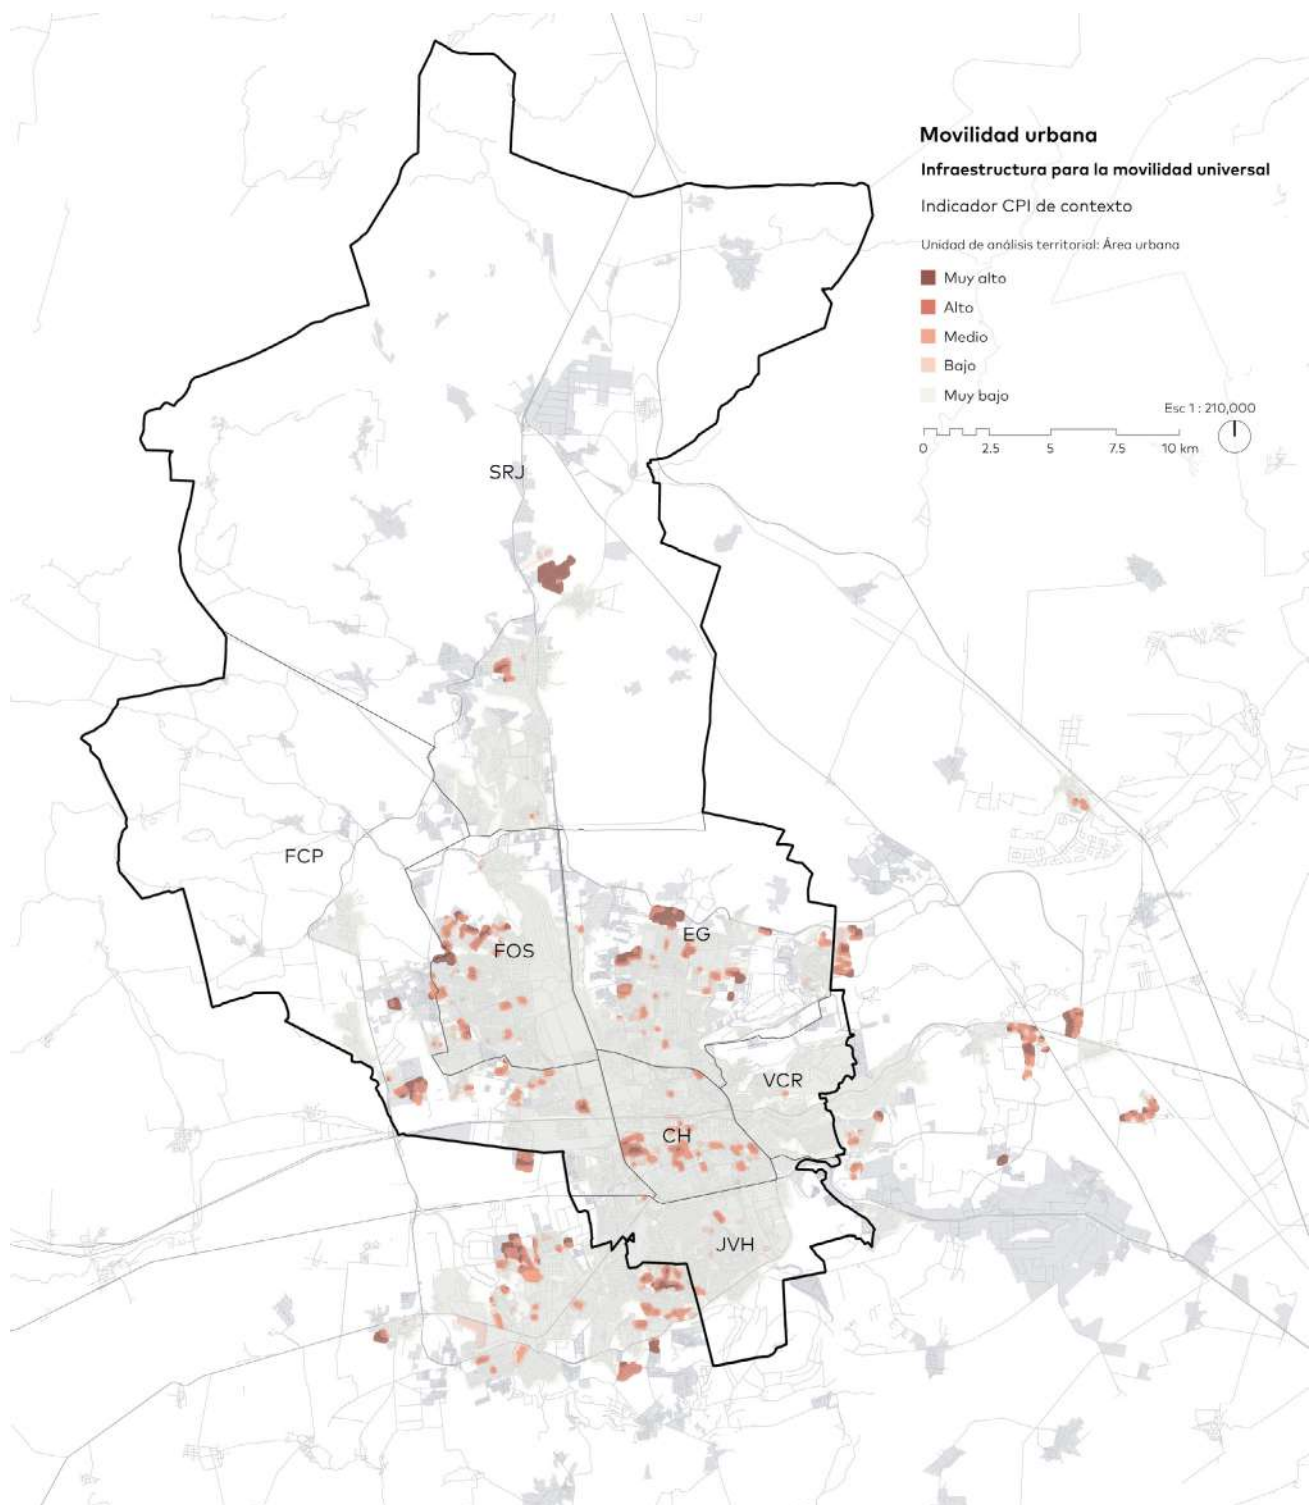 Movilidad urbana
Infraestructura para la movilidad universal
Indicador CPI de contexto
Unidad de análisis territorial: Área urbana
Muy alto
Alto
Medio
Bajo
Muy bajo
Esc 1 : 210,000
0 2.5 5 7.5 10 km
SRJ
FCP
FOS
EG
VCR
CH
JVH